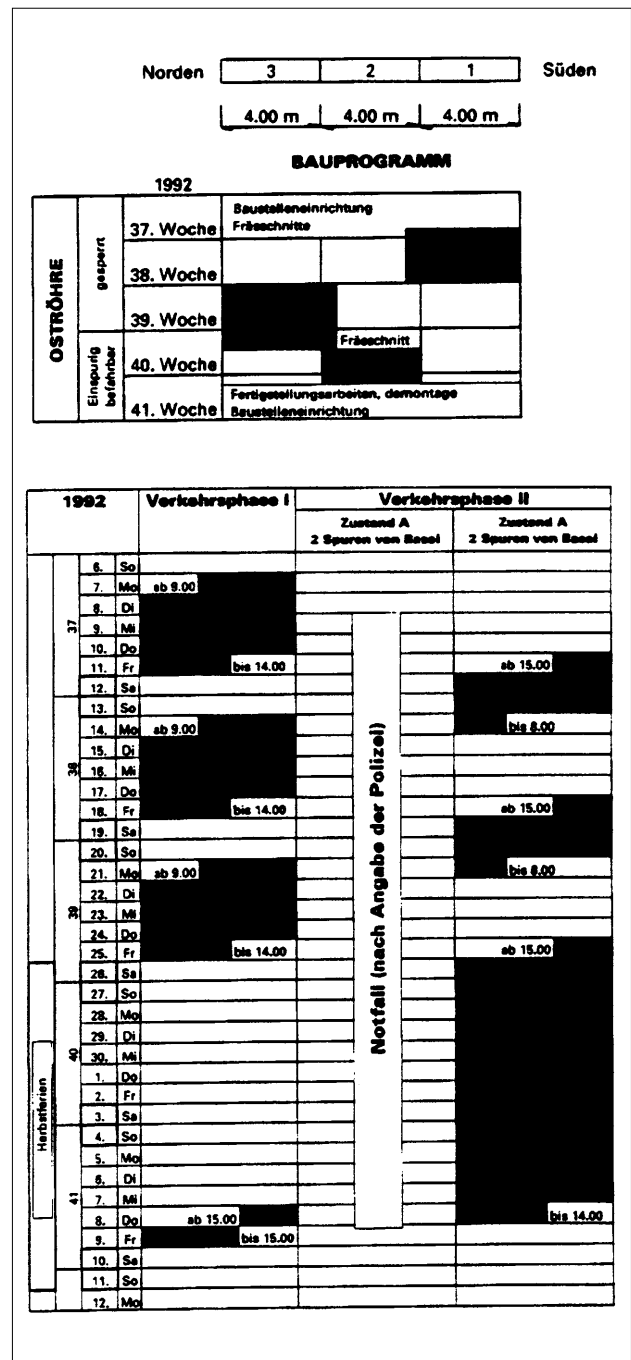 Norden 3 2 1 Süden
4.00 m 4.00 m 4.00 m
BAUPROGRAMM
1992
OSTRÖHRE
gesperrt
Einspurig befahrbar
Baustelleneinrichtung
37. Woche Frässchnitte
38. Woche
39. Woche
Frässchnitt
40. Woche
Fertigstellungsarbeiten, demontage
41. Woche Baustelleneinrichtung
1992 Verkehrsphase I Verkehrsphase II
Zustand A Zustand A
2 Spuren von Basel 2 Spuren von Basel
Herbstferien
Notfall (nach Angabe der Polizei)
6. So
7. Mo ab 9.00
8. Di
37
9. Mi
10. Do
11. Fr bis 14.00 ab 15.00
12. Sa
13. So
14. Mo ab 9.00 bis 8.00
15. Di
38
16. Mi
17. Do
18. Fr bis 14.00 ab 15.00
19. Sa
20. So
21. Mo ab 9.00 bis 8.00
22. Di
39
23. Mi
24. Do
25. Fr bis 14.00 ab 15.00
26. Sa
27. So
28. Mo
29. Di
40
30. Mi
1. Do
2. Fr
3. Sa
4. So
5. Mo
6. Di
41
7. Mi
8. Do ab 15.00 bis 14.00
9. Fr bis 15.00
10. Sa
11. So
12. Mo